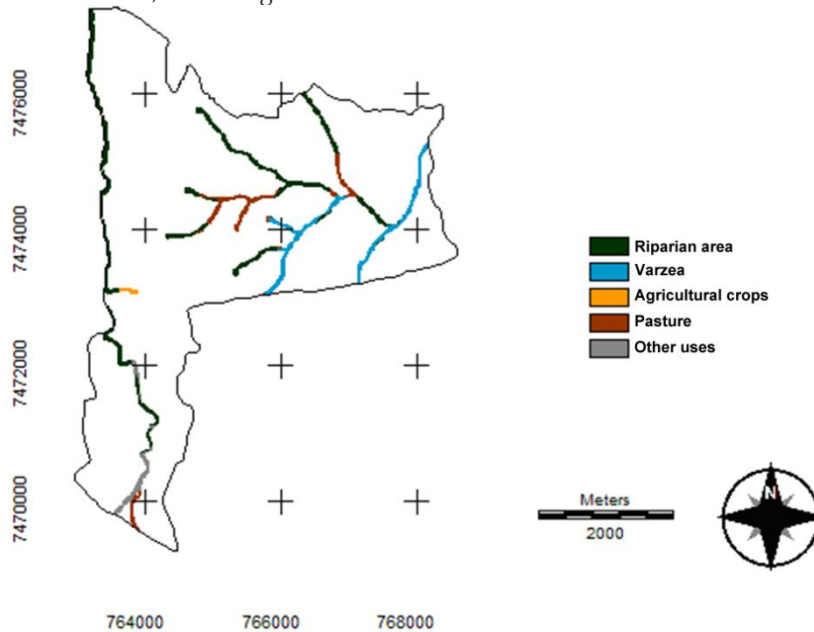 7476000
7474000
7472000
7470000
764000
766000
768000
Riparian area
Varzea
Agricultural crops
Pasture
Other uses
Meters
2000
N